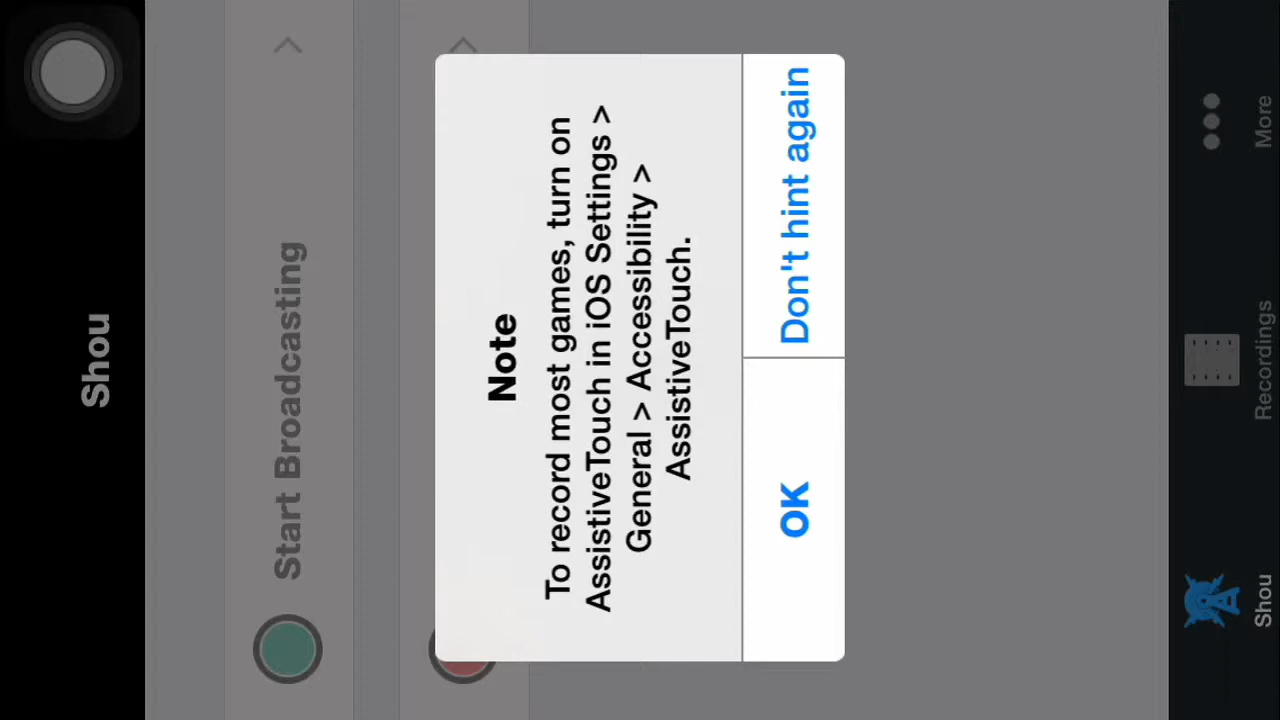 Shou
Start Broadcasting
Note
To record most games, turn on
AssistiveTouch in iOS Settings >
General > Accessibility >
AssistiveTouch.
OK
Don't hint again
Shou
Recordings
More